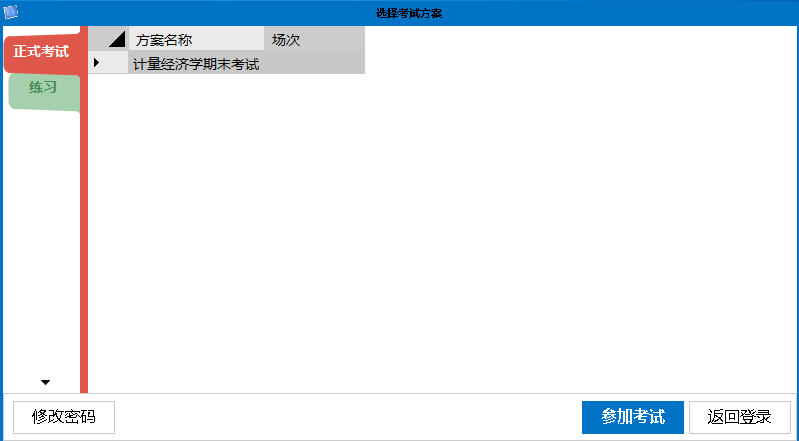 选择考试方案
正式考试
练习
方案名称 场次
计量经济学期末考试
修改密码 参加考试 返回登录